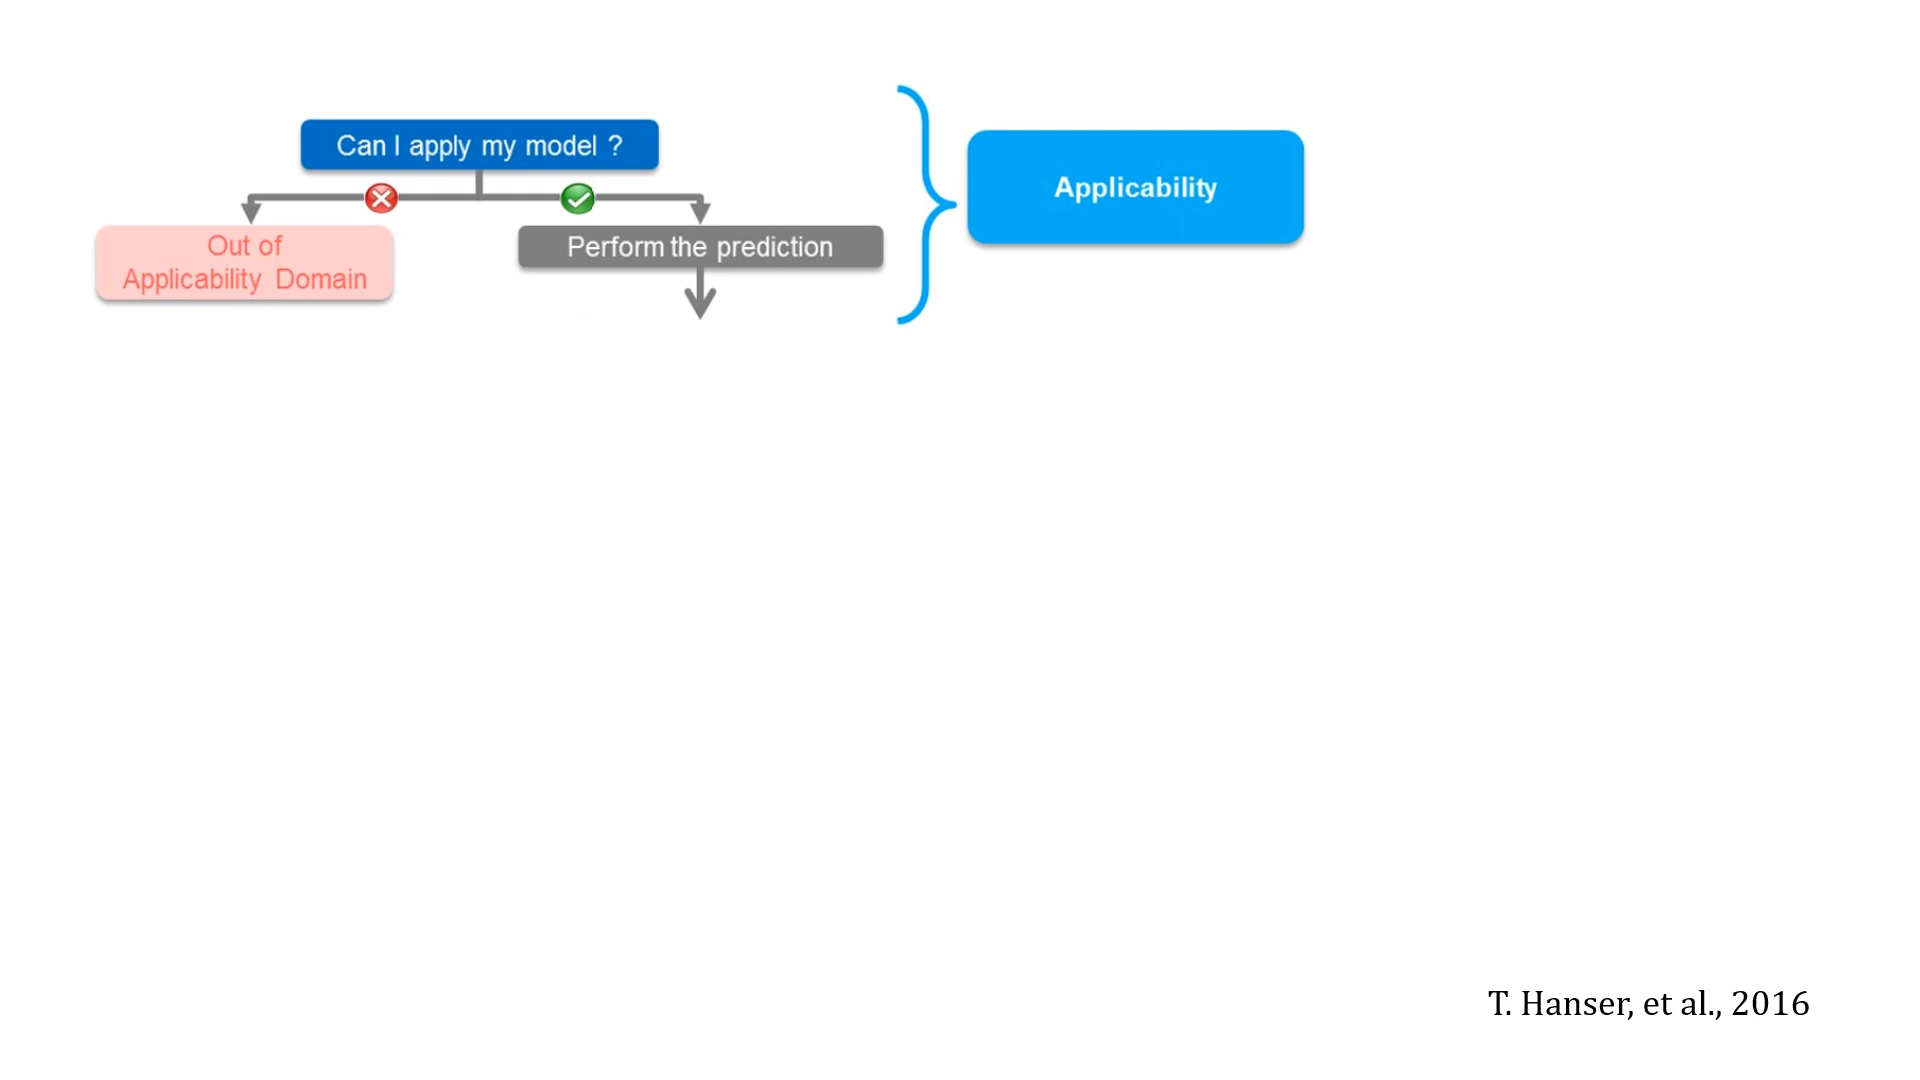 Can I apply my model ?
Applicability
Out of
Applicability Domain
Perform the prediction
T. Hanser, et al., 2016